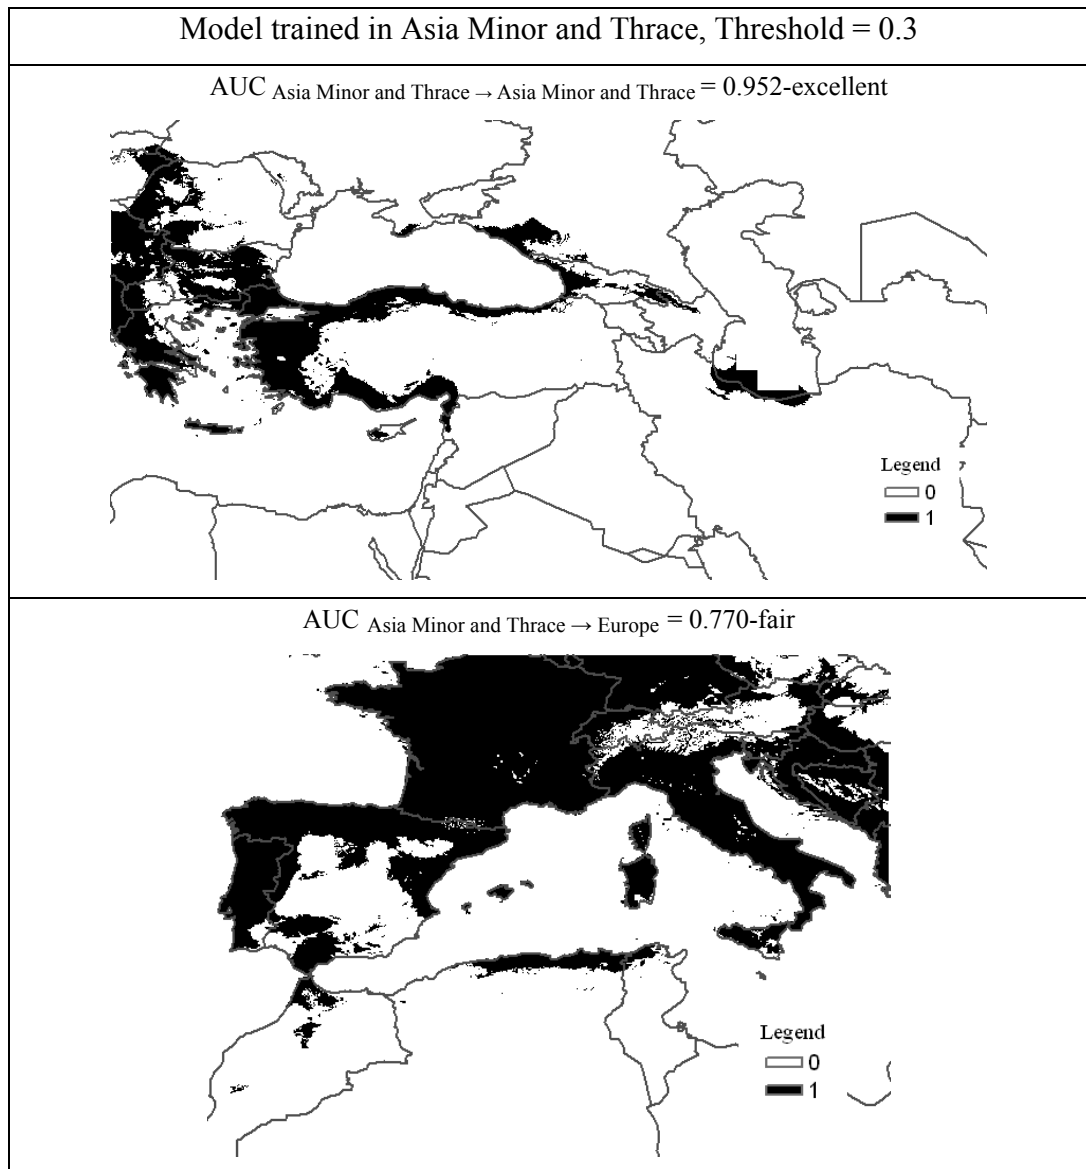 Model trained in Asia Minor and Thrace, Threshold = 0.3
AUC Asia Minor and Thrace → Asia Minor and Thrace = 0.952-excellent
Legend
0
1
AUC Asia Minor and Thrace → Europe = 0.770-fair
Legend
0
1